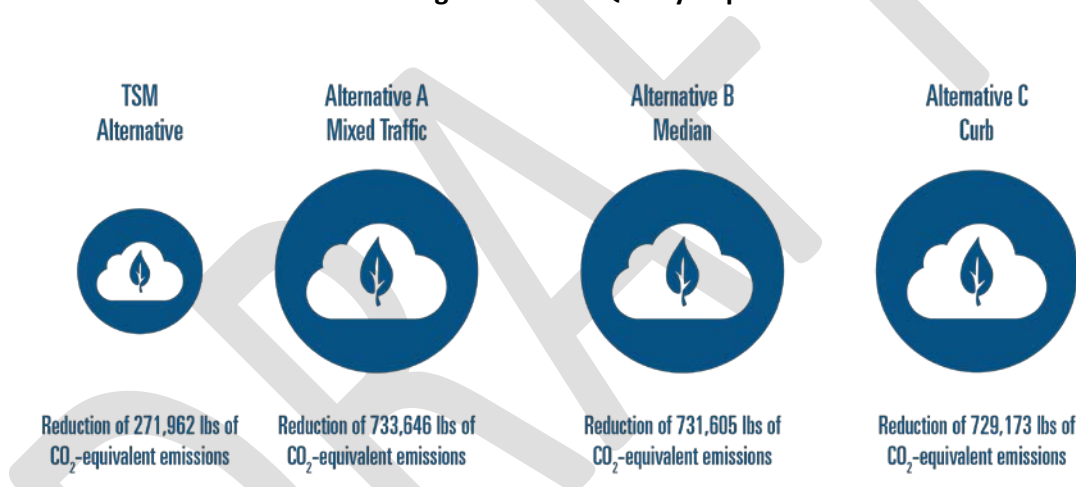 TSM
Alternative
Alternative A
Mixed Traffic
Alternative B
Median
Alternative C
Curb
Reduction of 271,962 lbs of
CO₂-equivalent emissions
Reduction of 733,646 lbs of
CO₂-equivalent emissions
Reduction of 731,605 lbs of
CO₂-equivalent emissions
Reduction of 729,173 lbs of
CO₂-equivalent emissions
DRAFT